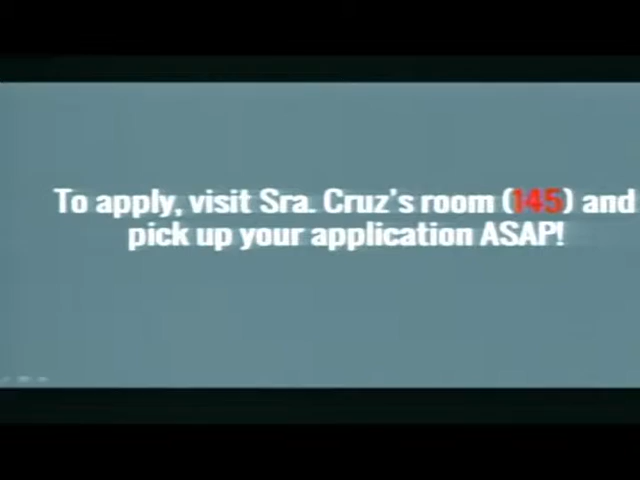 To apply, visit Sra. Cruz's room (145) and
pick up your application ASAP!